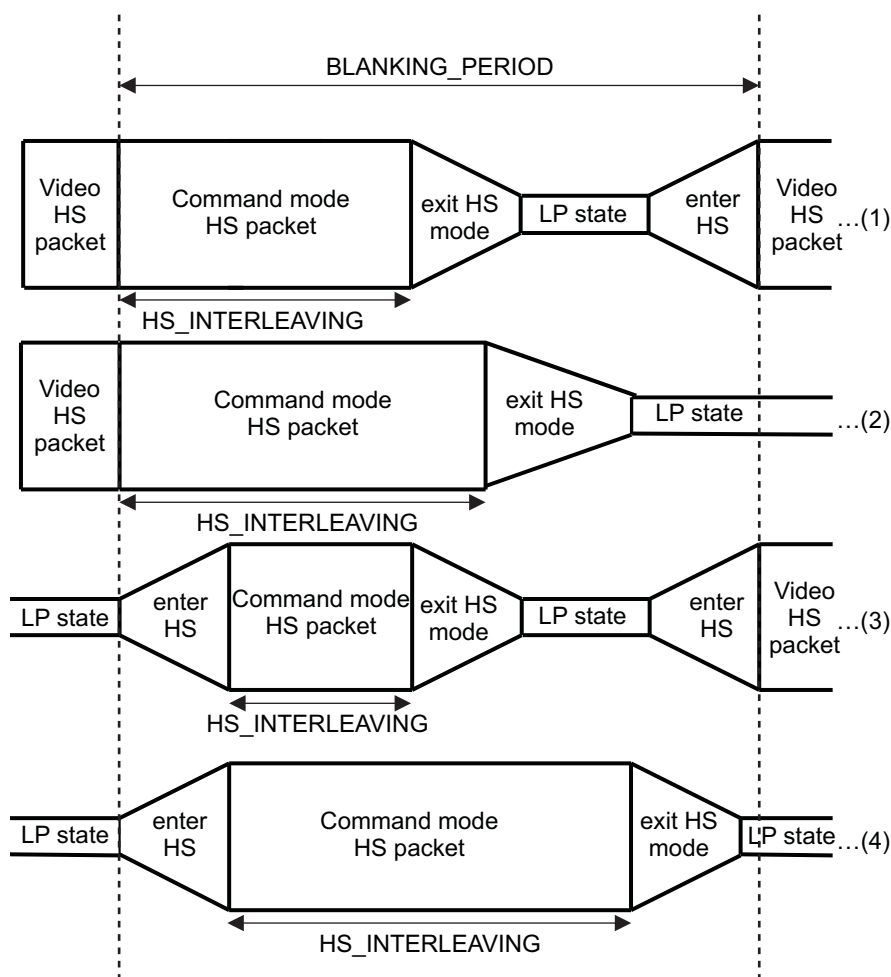 BLANKING_PERIOD
Video
HS
packet
Command mode
HS packet
exit HS
mode
LP state
enter
HS
Video
HS
packet
...(1)
HS_INTERLEAVING
Video
HS
packet
Command mode
HS packet
exit HS
mode
LP state
...(2)
HS_INTERLEAVING
LP state
enter
HS
Command mode
HS packet
exit HS
mode
LP state
enter
HS
Video
HS
packet
...(3)
HS_INTERLEAVING
LP state
enter
HS
Command mode
HS packet
exit HS
mode
LP state
...(4)
HS_INTERLEAVING